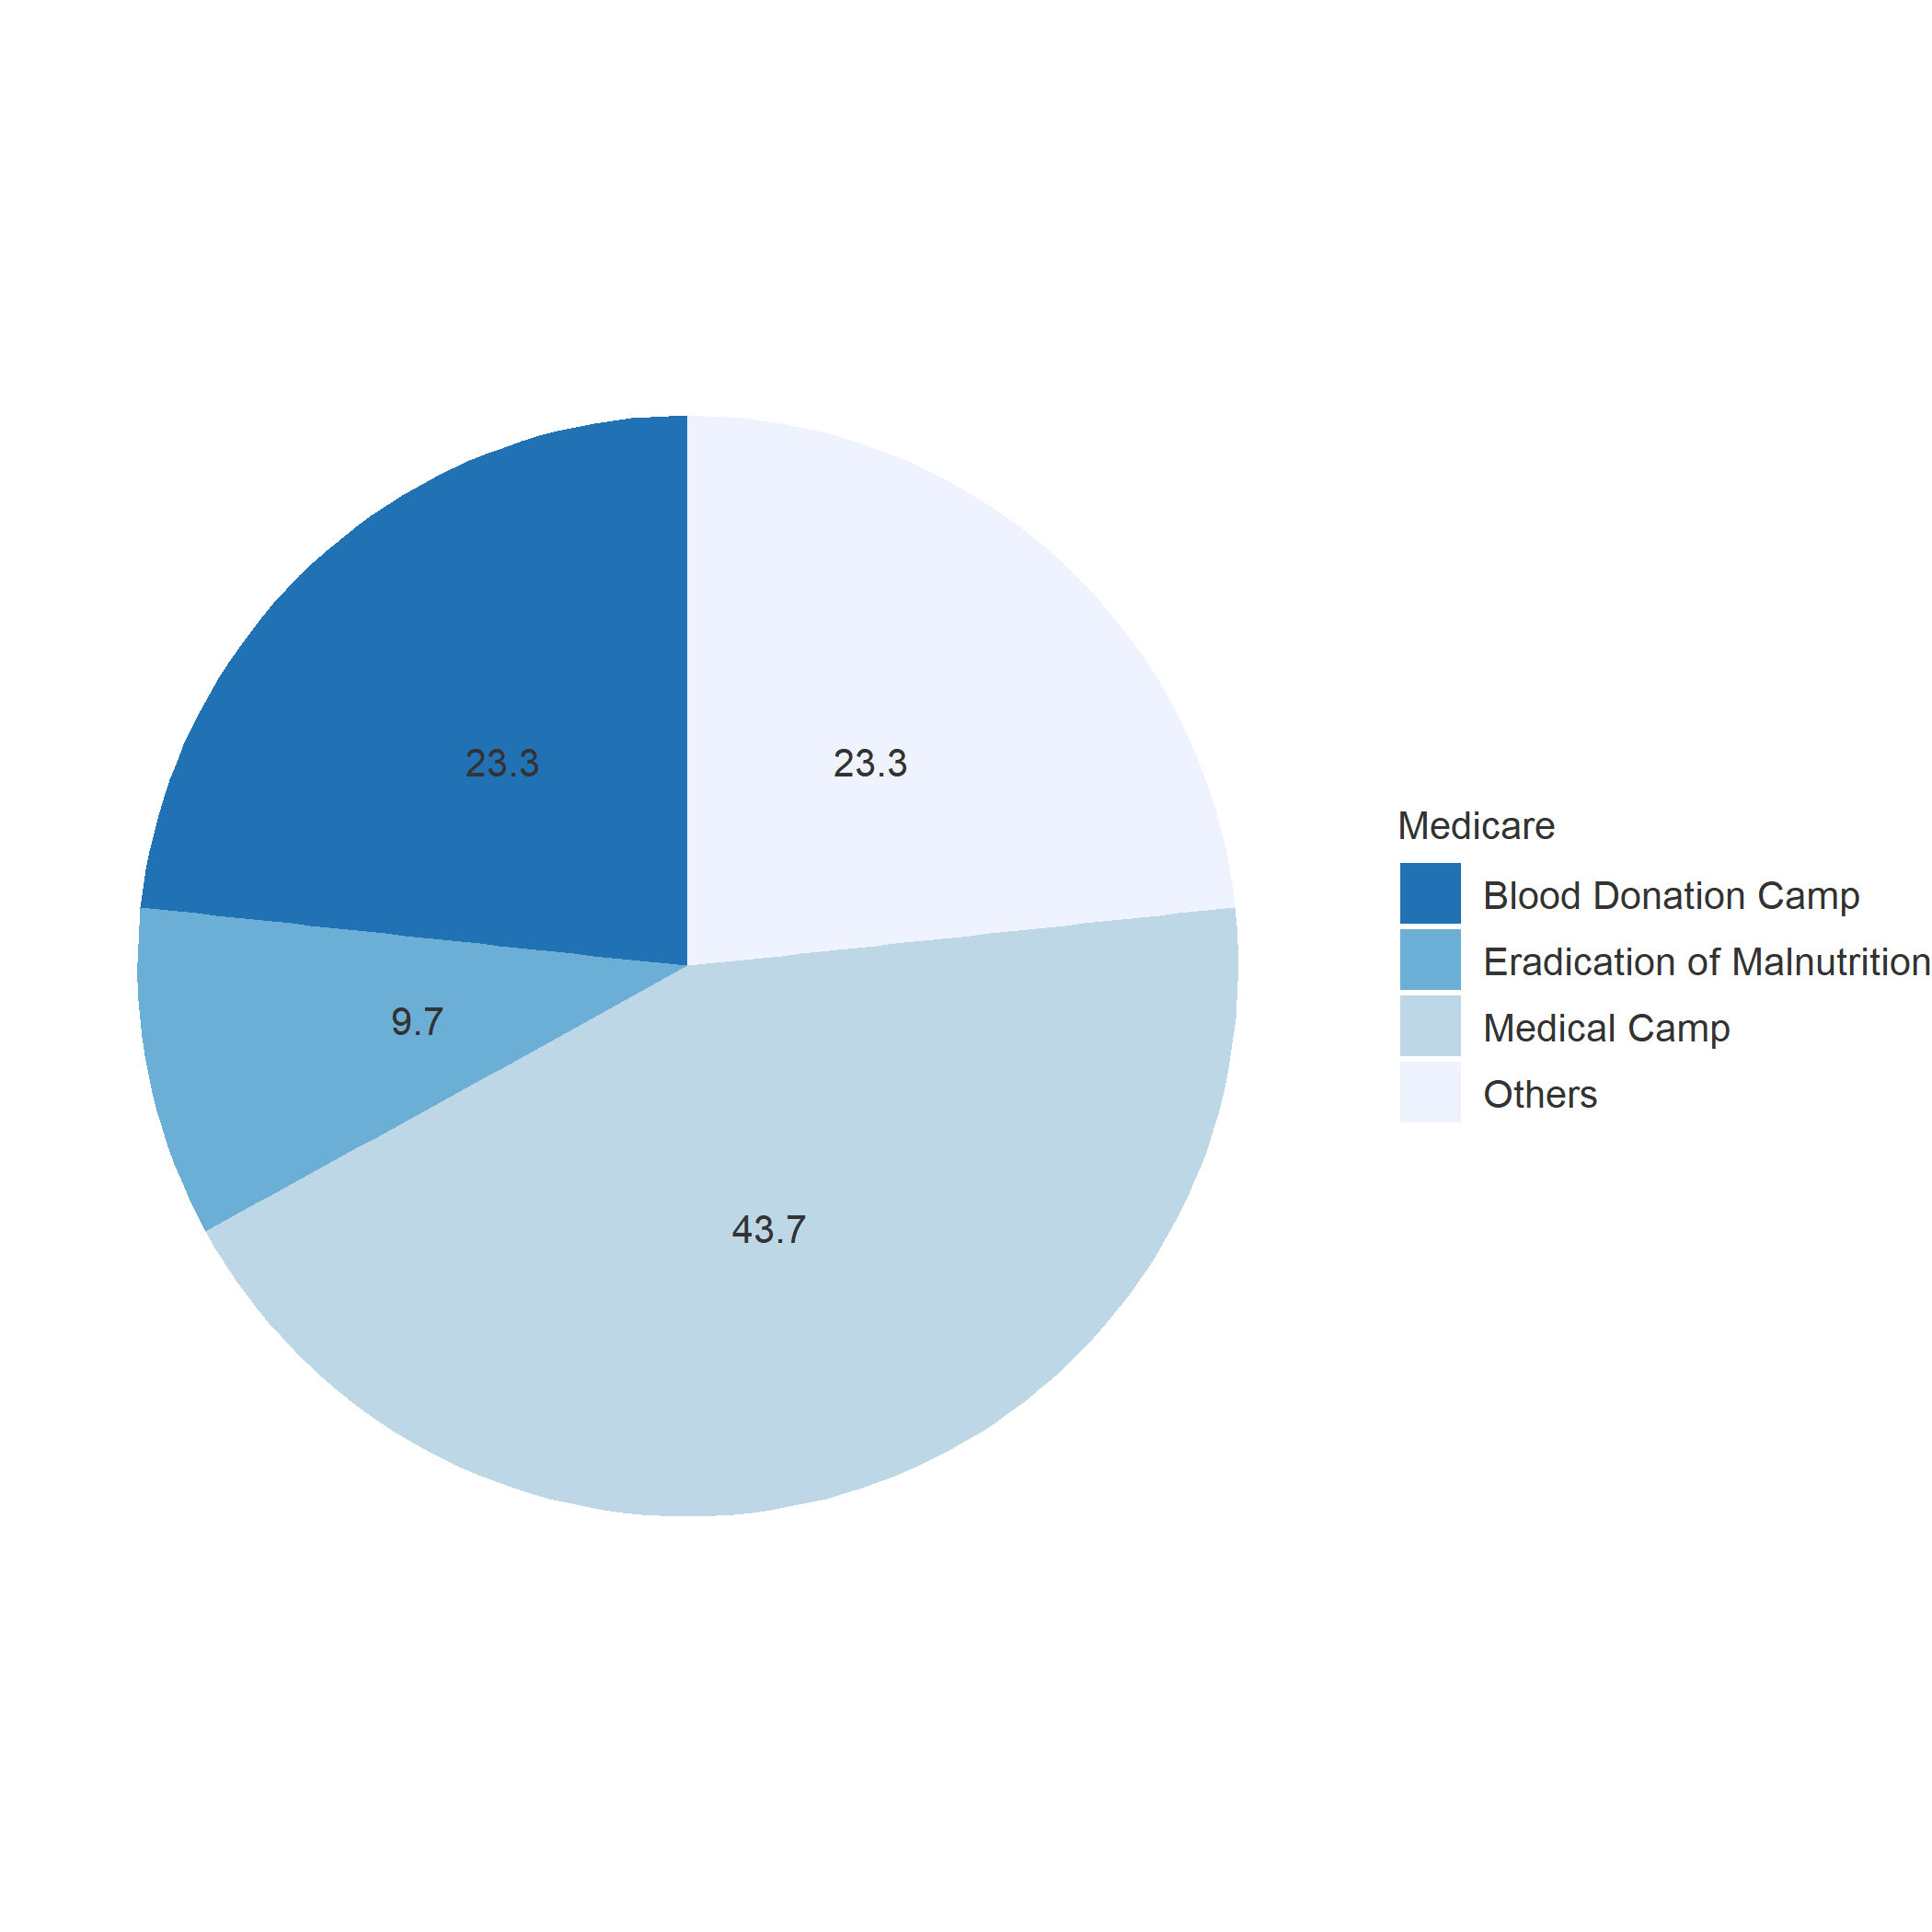 23.3
23.3
9.7
43.7
Medicare
Blood Donation Camp
Eradication of Malnutrition
Medical Camp
Others